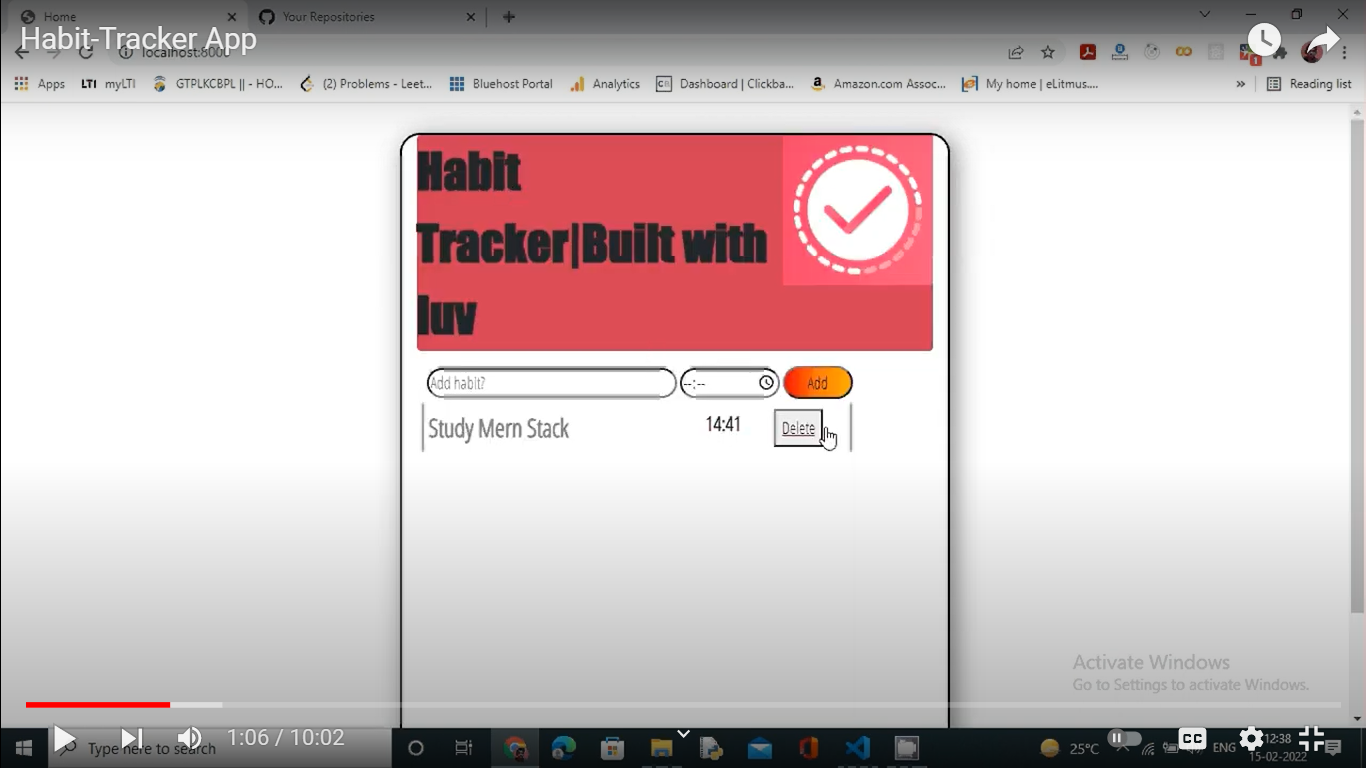 Home
Your Repositories
Habit-Tracker App
localhost:8000
Apps
LTI myLTI
GTPLKCBPL || - HO...
(2) Problems - Leet...
Bluehost Portal
Analytics
cn Dashboard | Clickba...
Amazon.com Assoc...
My home | eLitmus....
»
Reading list
Habit
Tracker|Built with
luv
Add habit?
--:--
Add
Study Mern Stack
14:41
Delete
Activate Windows
Go to Settings to activate Windows.
1:06 / 10:02
Type here to search
25°C
CC
ENG
12:38
15-02-2022